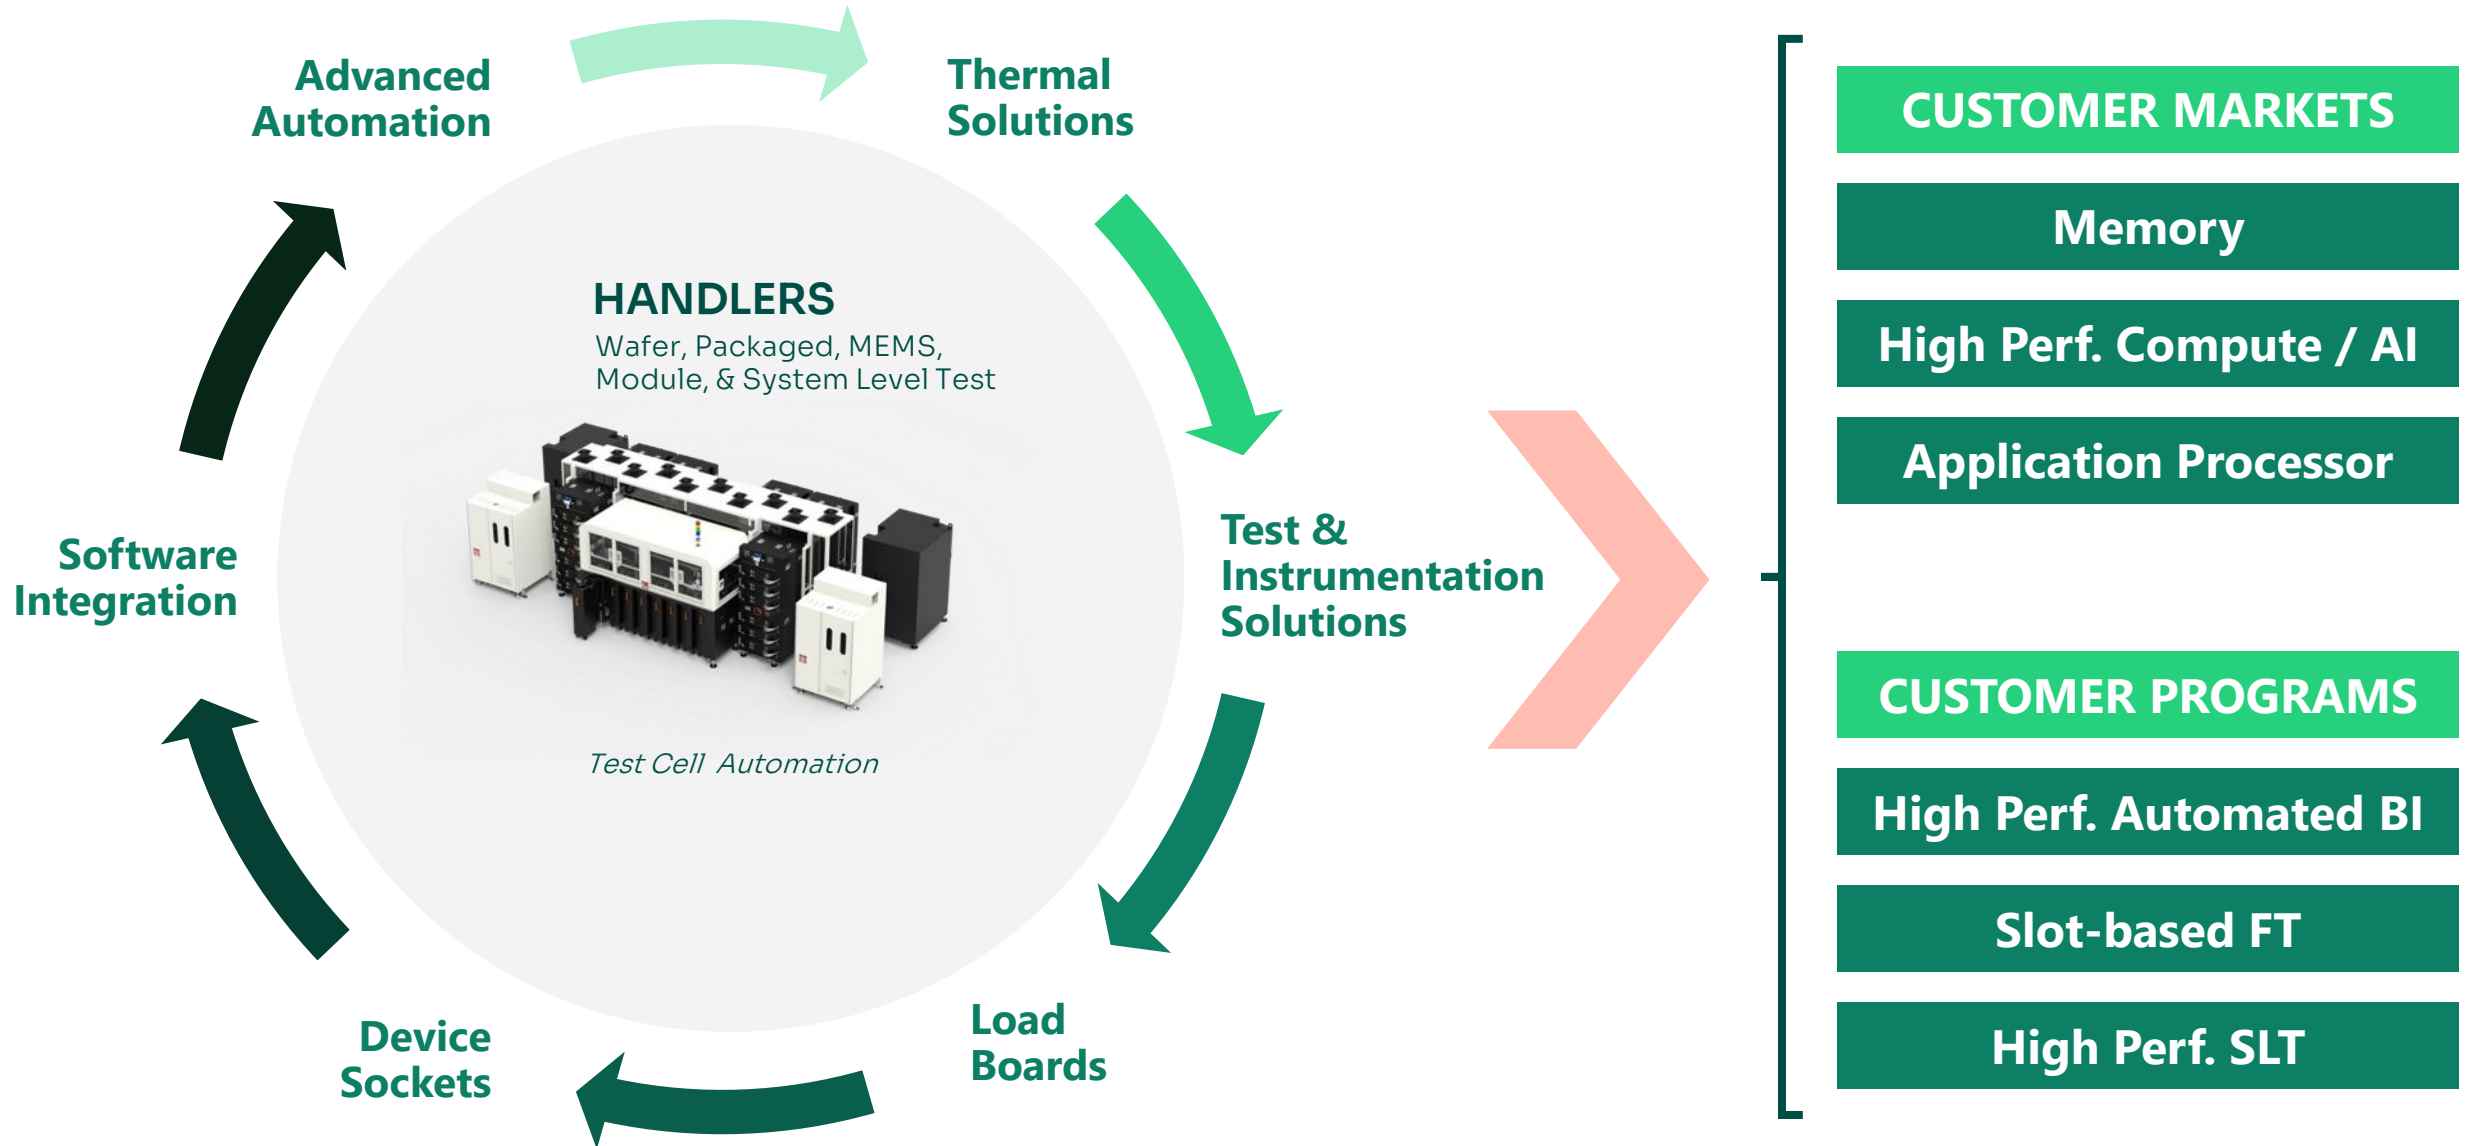 Advanced
Automation
Thermal
Solutions
HANDLERS
Wafer, Packaged, MEMS,
Module, & System Level Test
Test &
Instrumentation
Solutions
Software
Integration
Test Cell Automation
Load
Boards
Device
Sockets
CUSTOMER MARKETS
Memory
High Perf. Compute / AI
Application Processor
CUSTOMER PROGRAMS
High Perf. Automated BI
Slot-based FT
High Perf. SLT